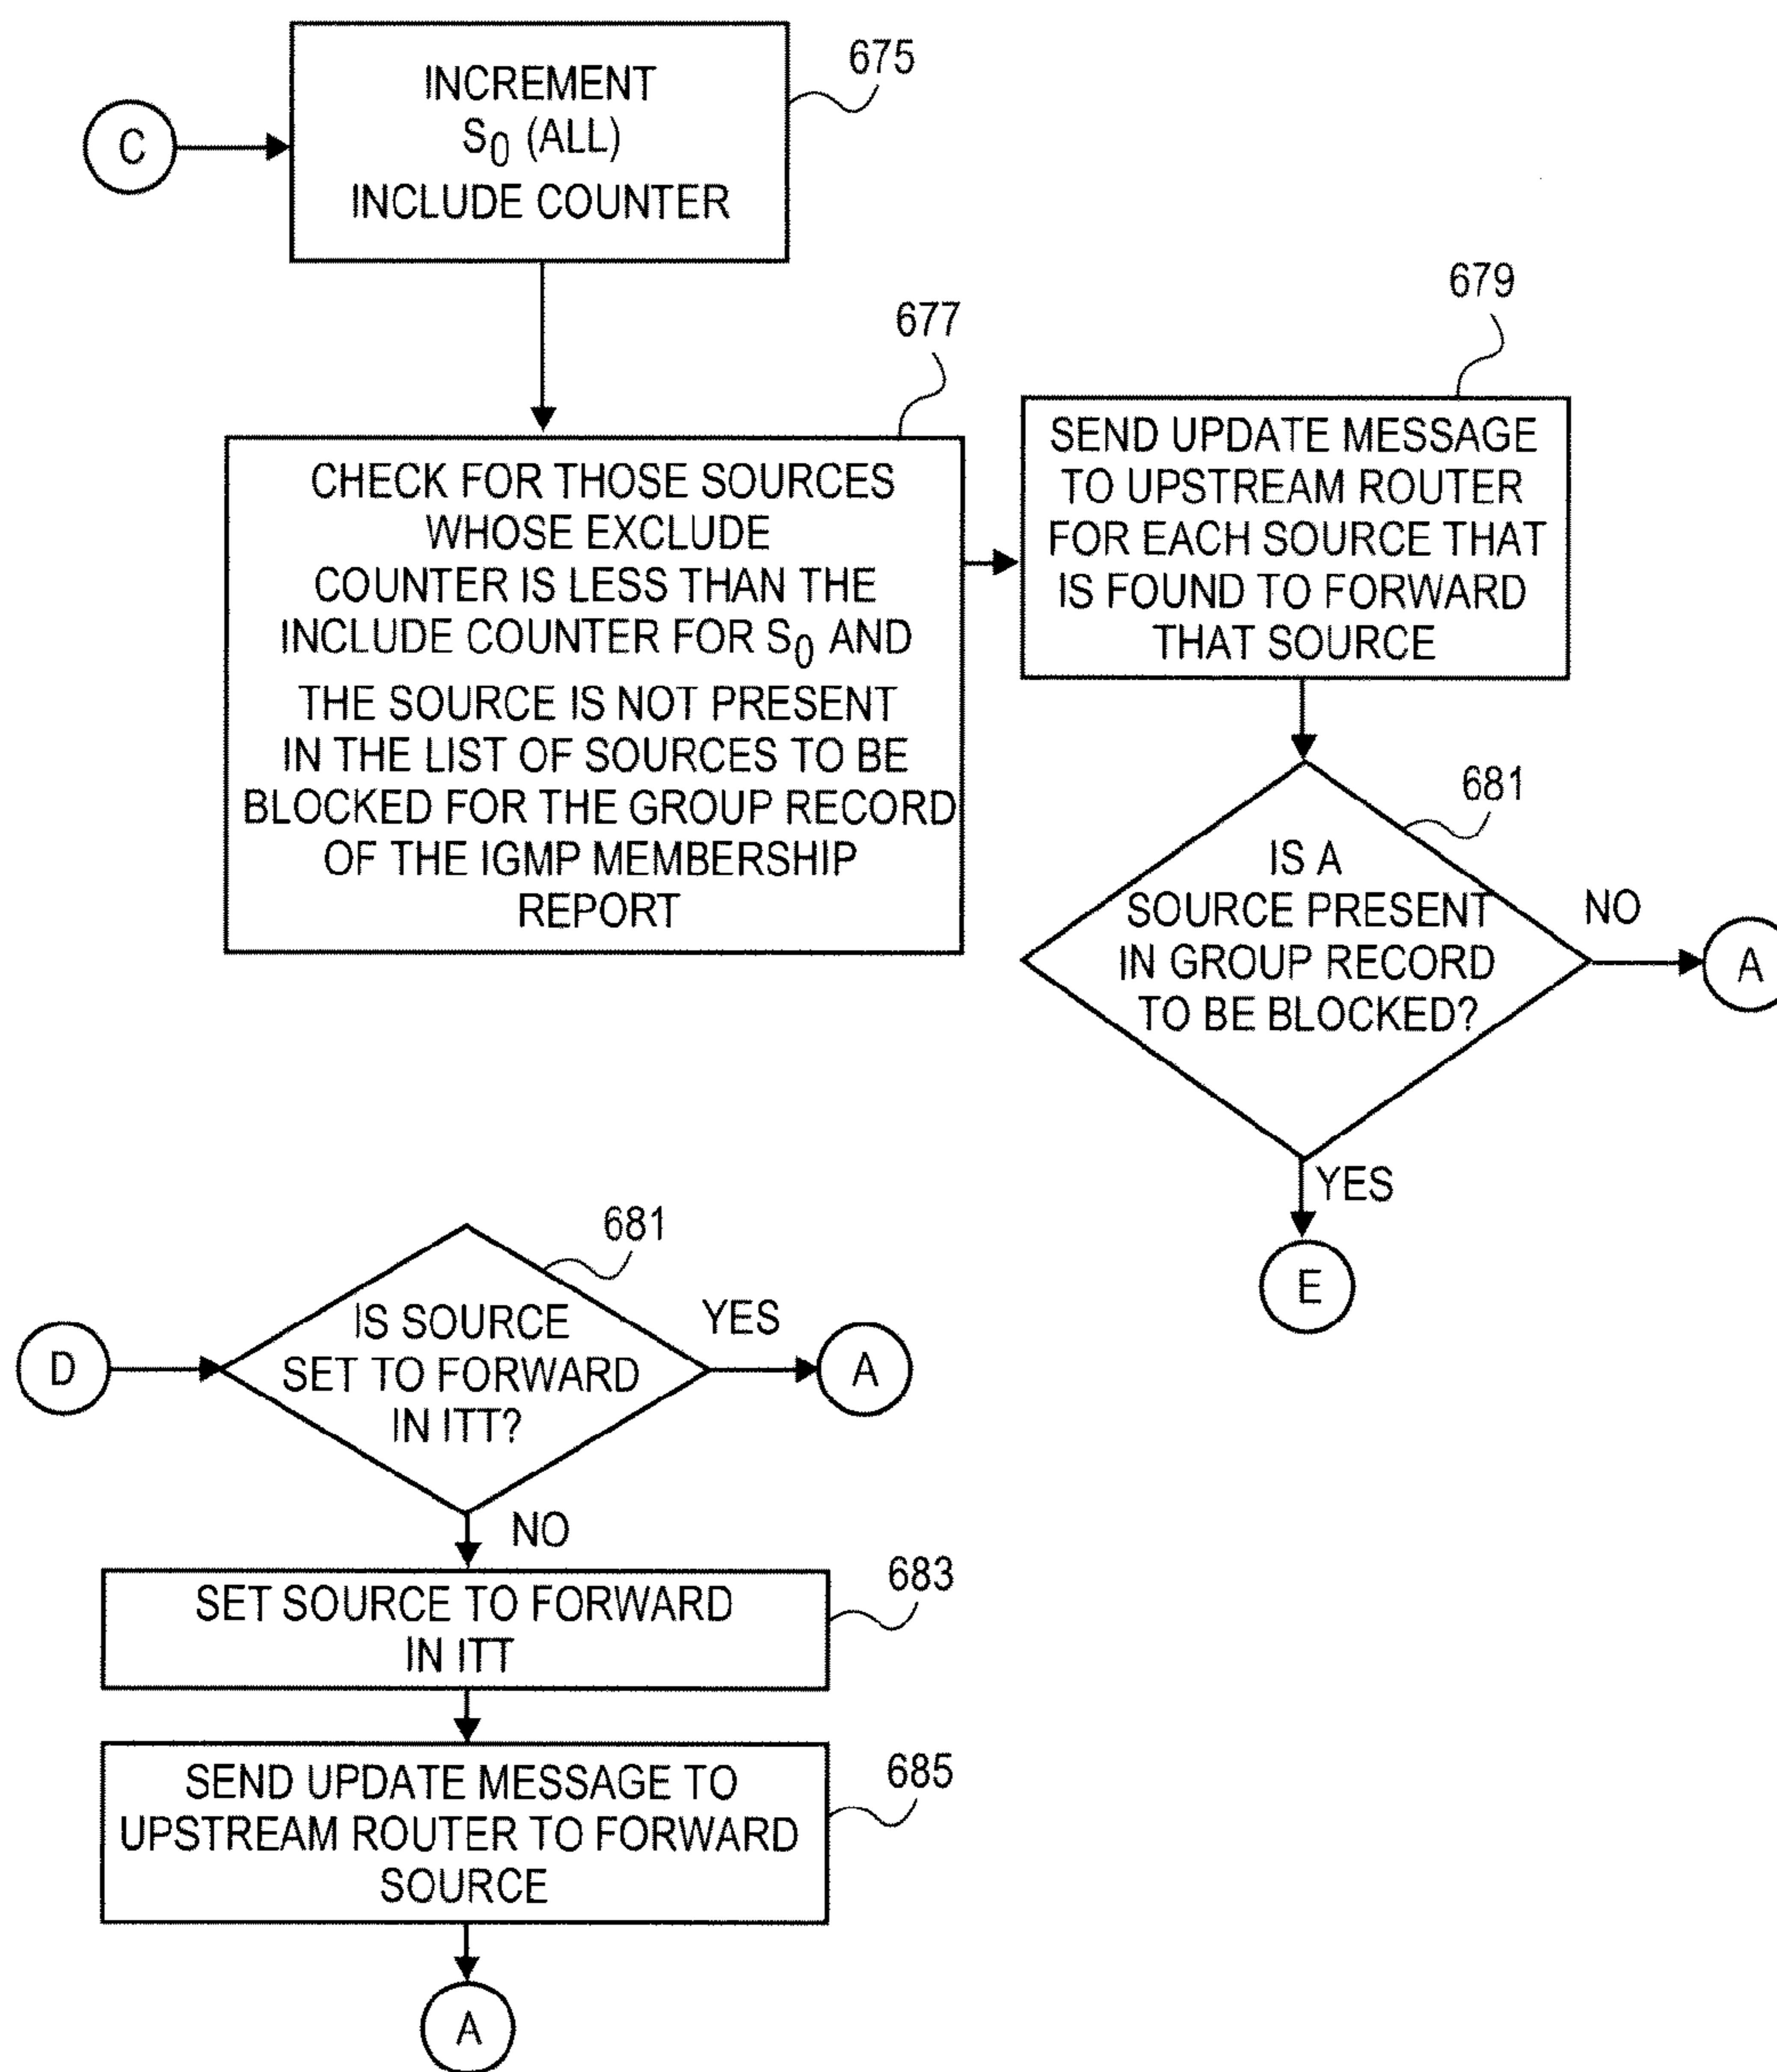 C
INCREMENT
S0 (ALL)
INCLUDE COUNTER
675
677
CHECK FOR THOSE SOURCES
WHOSE EXCLUDE
COUNTER IS LESS THAN THE
INCLUDE COUNTER FOR S0 AND
THE SOURCE IS NOT PRESENT
IN THE LIST OF SOURCES TO BE
BLOCKED FOR THE GROUP RECORD
OF THE IGMP MEMBERSHIP
REPORT
679
SEND UPDATE MESSAGE
TO UPSTREAM ROUTER
FOR EACH SOURCE THAT
IS FOUND TO FORWARD
THAT SOURCE
681
IS A
SOURCE PRESENT
IN GROUP RECORD
TO BE BLOCKED?
NO
A
YES
E
D
681
IS SOURCE
SET TO FORWARD
IN ITT?
YES
A
NO
683
SET SOURCE TO FORWARD
IN ITT
685
SEND UPDATE MESSAGE TO
UPSTREAM ROUTER TO FORWARD
SOURCE
A